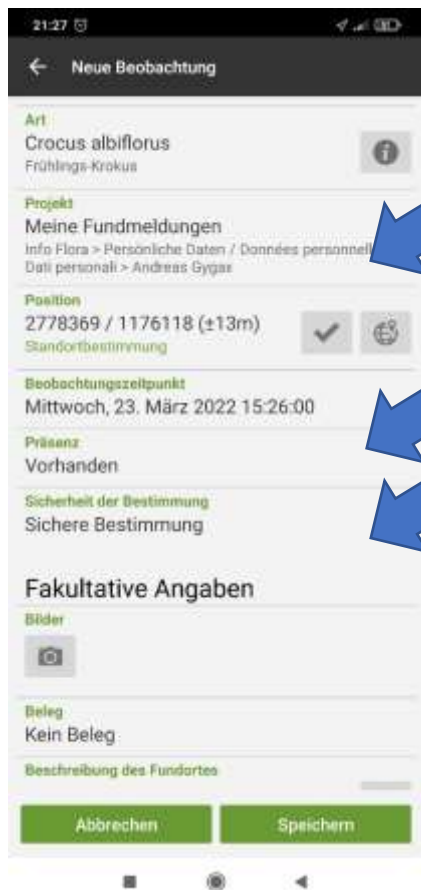 21:27
Neue Beobachtung
Art
Crocus albiflorus
Frühlings-Krokus
Projekt
Meine Fundmeldungen
Info Flora > Persönliche Daten / Données
Dati personali > Andreas Gygax
Position
2778369 / 1176118 (±13m)
Standortbestimmung
Beobachtungszeitpunkt
Mittwoch, 23. März 2022 15:26:00
Präsenz
Vorhanden
Sicherheit der Bestimmung
Sichere Bestimmung
Fakultative Angaben
Bilder
Beleg
Kein Beleg
Beschreibung des Fundortes
Abbrechen
Speichern